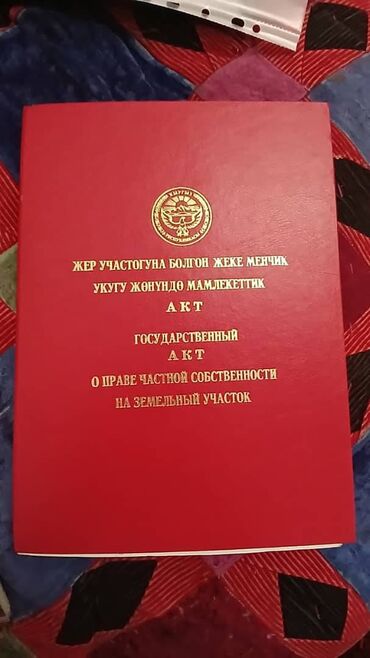 ЖЕР УЧАСТОГУНА БОЛГОН ЖЕКЕ МЕНЧИК
УКУГУ ЖӨНҮНДӨ МАМЛЕКЕТТИК
АКТ
ГОСУДАРСТВЕННЫЙ
АКТ
О ПРАВЕ ЧАСТНОЙ СОБСТВЕННОСТИ
НА ЗЕМЕЛЬНЫЙ УЧАСТОК